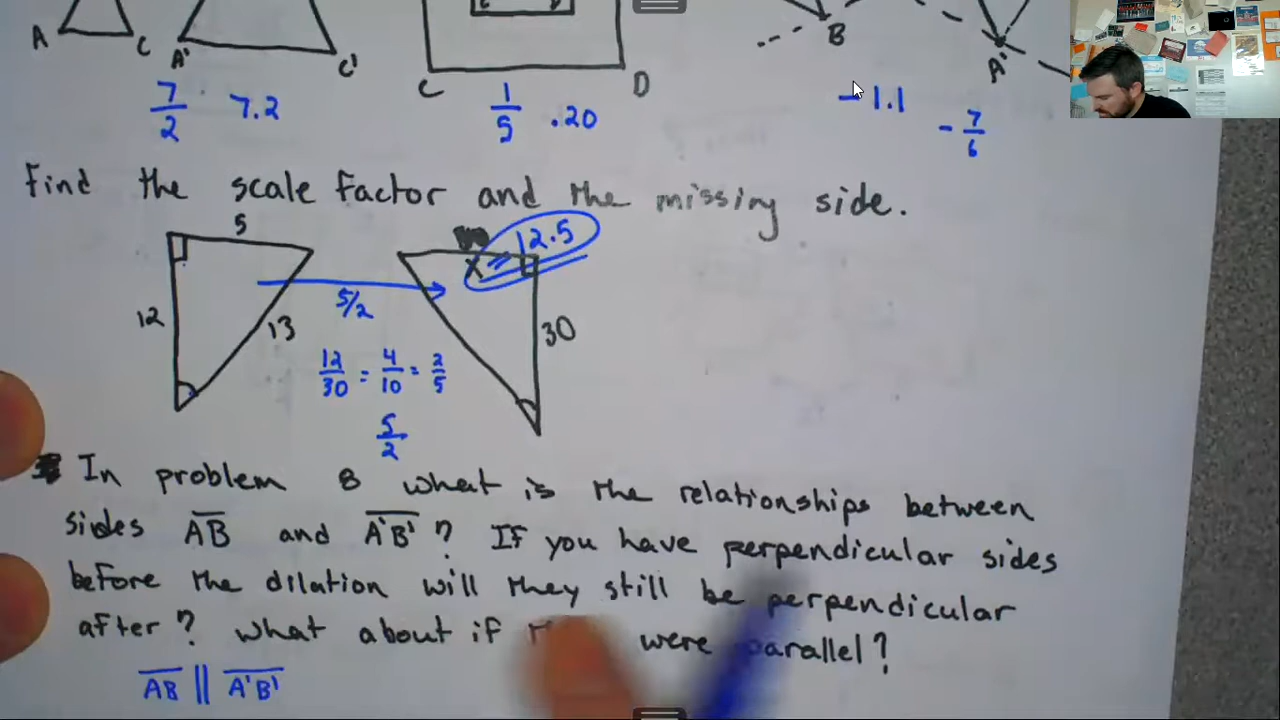 A C A' C' C D B A'
7/2 7.2 1/5 .20 - 1.1 - 7/6
Find the scale factor and the missing side.
5 x = 12.5
12 13 5/2 30
12/30 = 4/10 = 2/5
5/2
In problem 8 what is the relationships between
sides AB and A'B'? If you have perpendicular sides
before the dilation will they still be perpendicular
after? What about if were parallel?
AB || A'B'